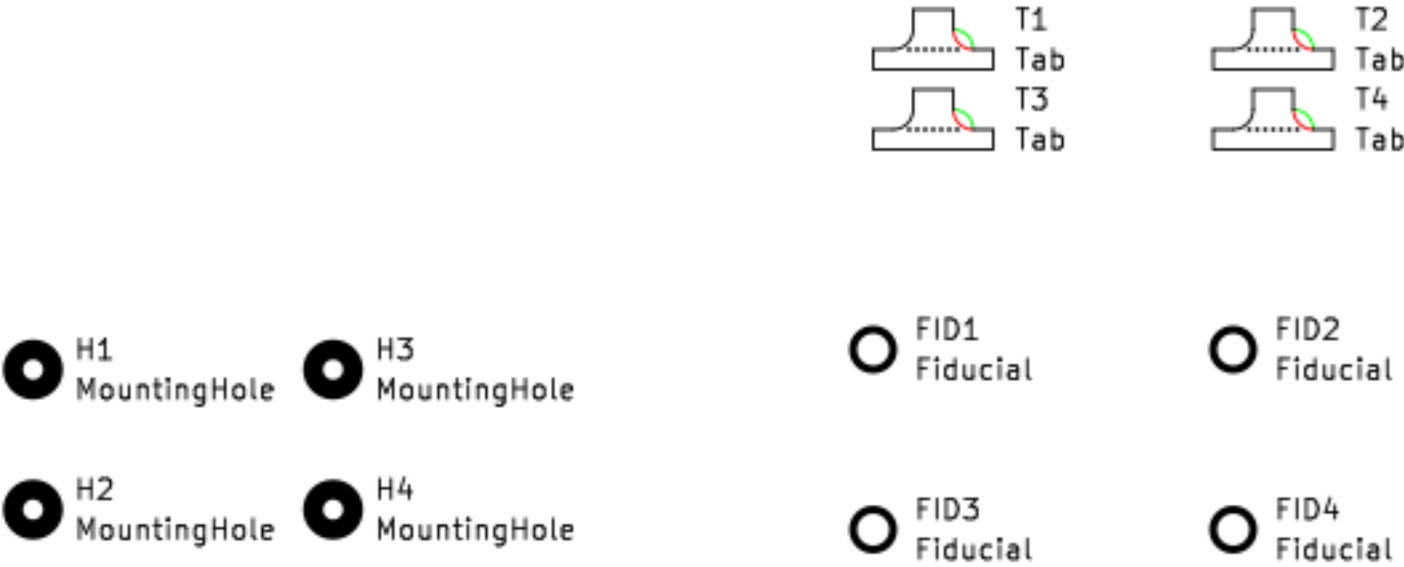 T1
Tab
T2
Tab
T3
Tab
T4
Tab
H1
MountingHole
H3
MountingHole
FID1
Fiducial
FID2
Fiducial
H2
MountingHole
H4
MountingHole
FID3
Fiducial
FID4
Fiducial